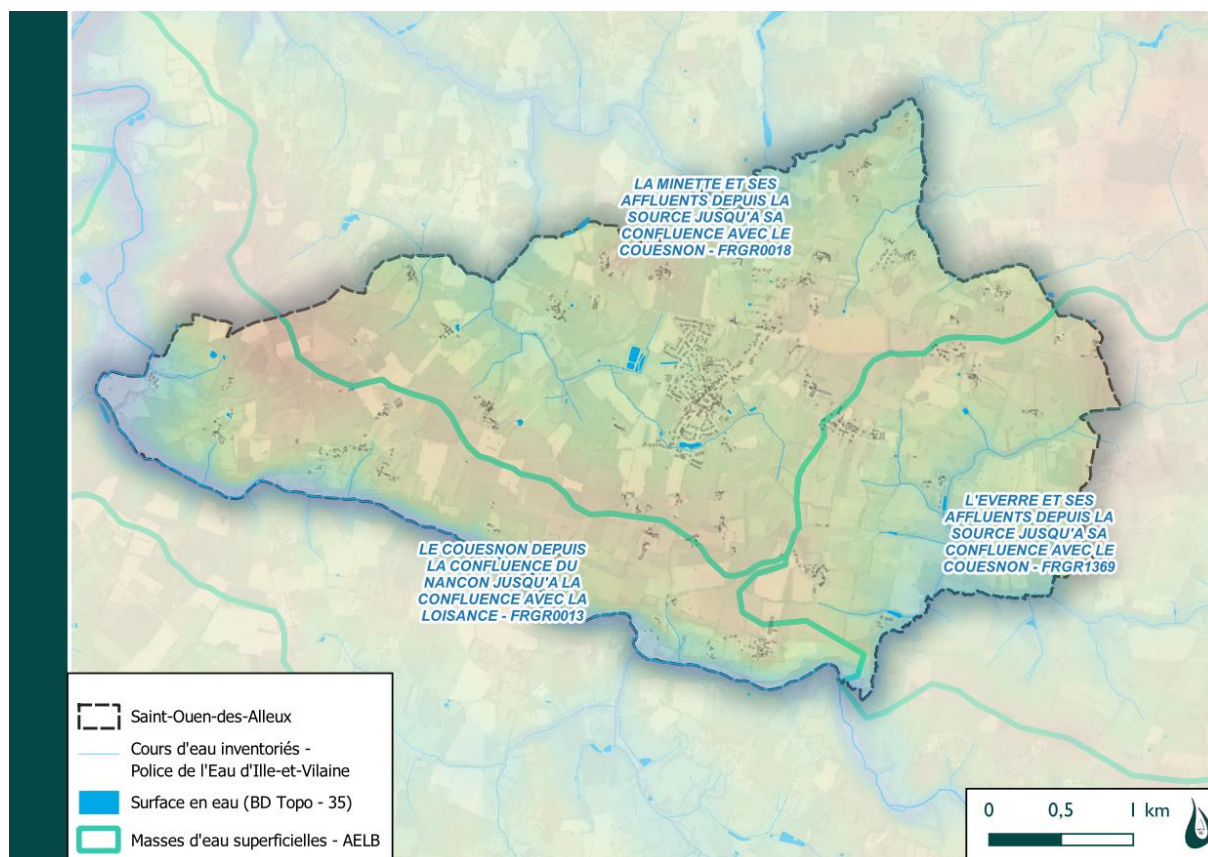 LA MINETTE ET SES
AFFLUENTS DEPUIS LA
SOURCE JUSQU'A SA
CONFLUENCE AVEC LE
COUESNON - FRGR0018
L'EVERRE ET SES
AFFLUENTS DEPUIS LA
SOURCE JUSQU'A SA
CONFLUENCE AVEC LE
COUESNON - FRGR1369
LE COUESNON DEPUIS
LA CONFLUENCE DU
NANCON JUSQU'A LA
CONFLUENCE AVEC LA
LOISANCE - FRGR0013
Saint-Ouen-des-Alleux
Cours d'eau inventoriés -
Police de l'Eau d'Ille-et-Vilaine
Surface en eau (BD Topo - 35)
Masses d'eau superficielles - AELB
0 0,5 1 km